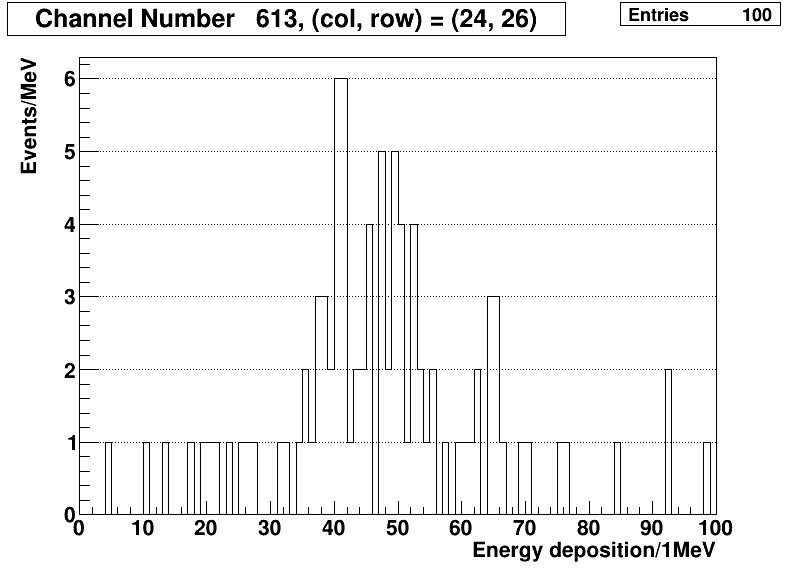 Channel Number 613, (col, row) = (24, 26)
Entries 100
Events/MeV
6
5
4
3
2
1
0
0 10 20 30 40 50 60 70 80 90 100
Energy deposition/1MeV